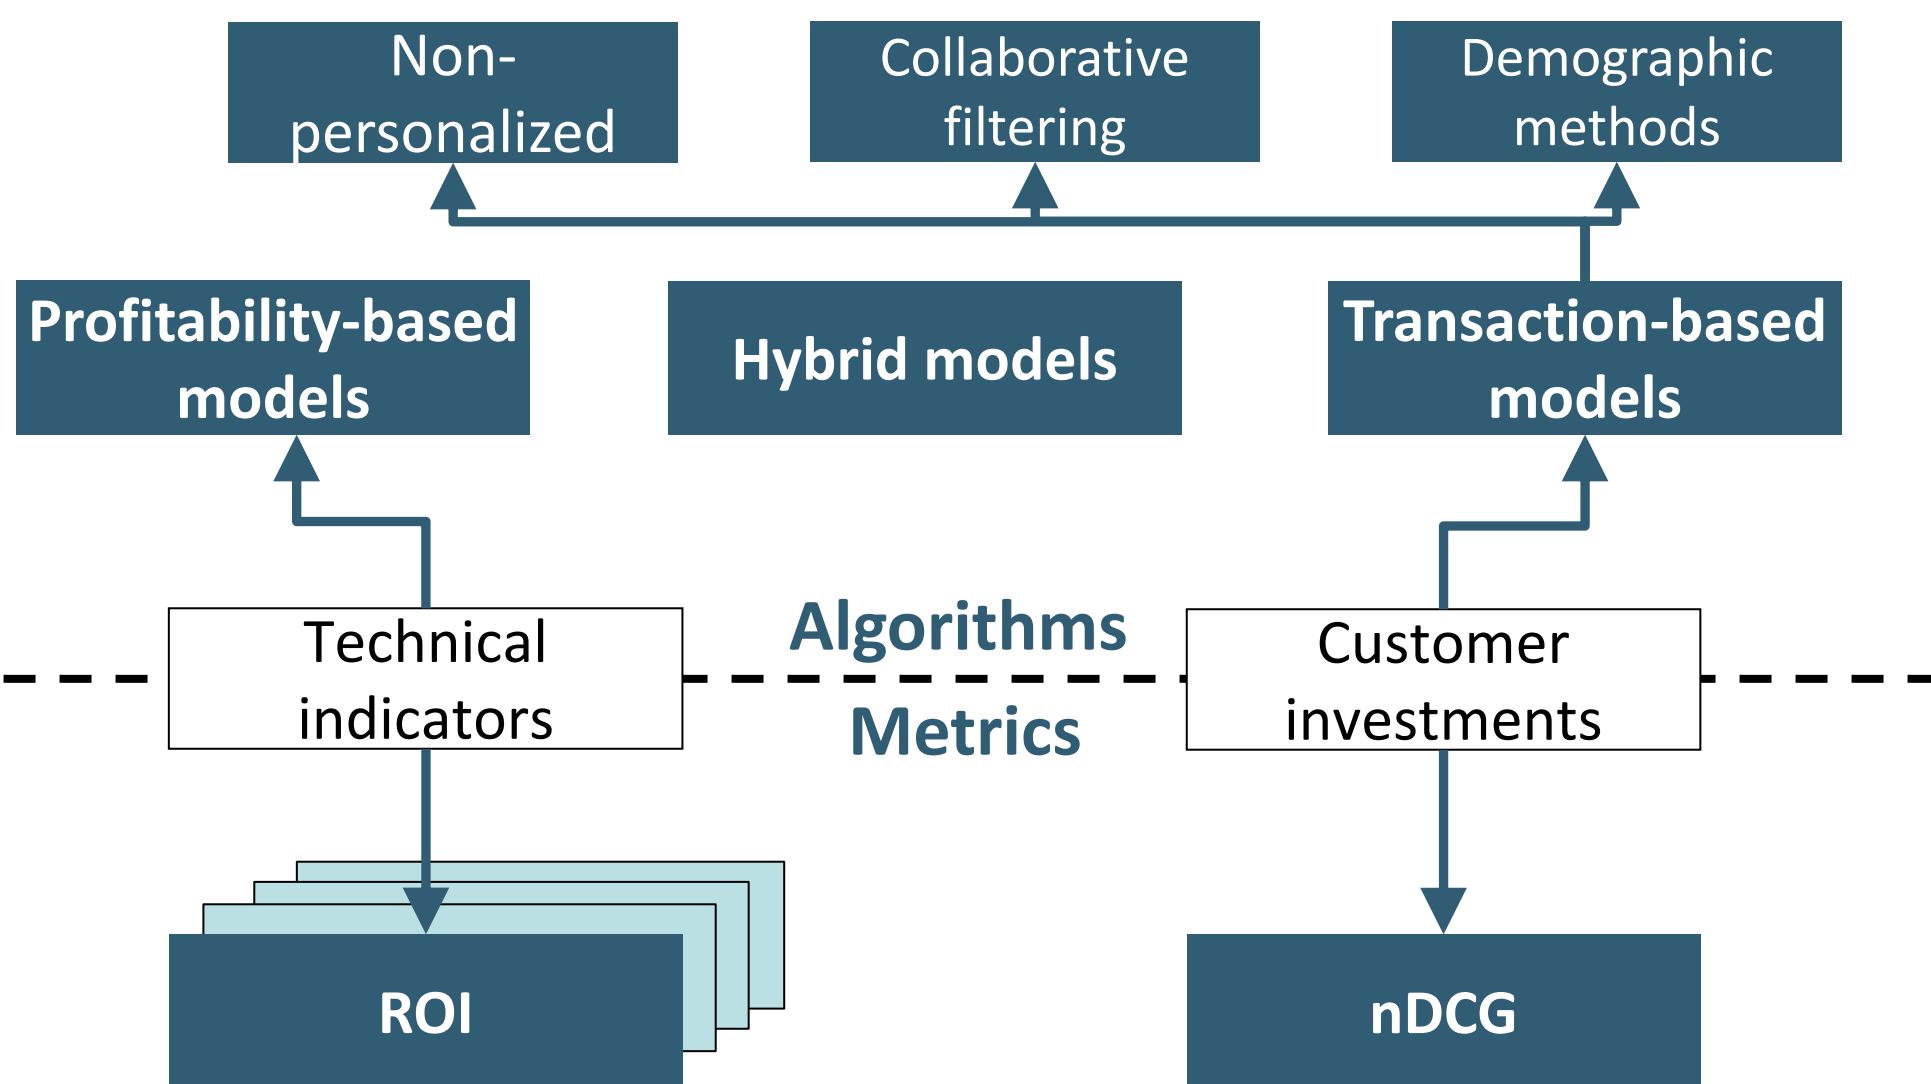 Non-
personalized
Collaborative
filtering
Demographic
methods
Profitability-based
models
Hybrid models
Transaction-based
models
Technical
indicators
Algorithms
Metrics
Customer
investments
ROI
nDCG